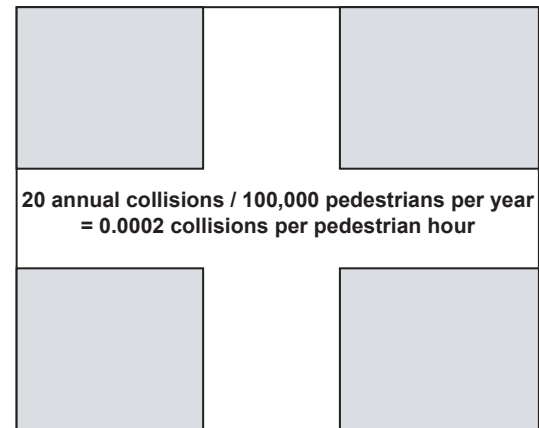 20 annual collisions / 100,000 pedestrians per year
= 0.0002 collisions per pedestrian hour